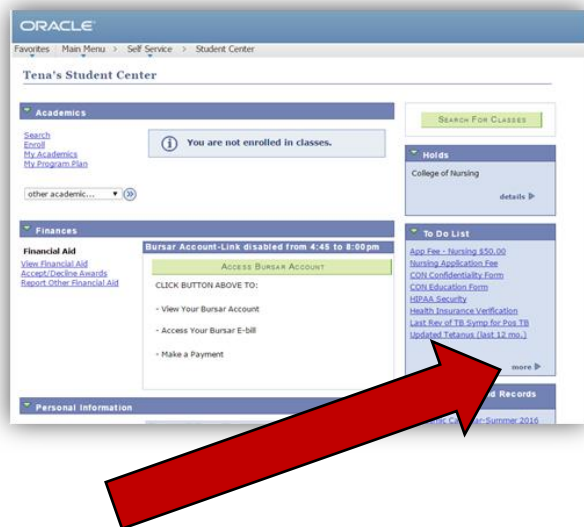 ORACLE
Favorites Main Menu > Self Service > Student Center
Tena's Student Center
Academics
Search
Enroll
My Academics
My Program Plan
You are not enrolled in classes.
other academic...
SEARCH FOR CLASSES
Holds
College of Nursing
details
Finances
Financial Aid
View Financial Aid
Accept/Decline Awards
Report Other Financial Aid
Bursar Account-Link disabled from 4:45 to 8:00pm
ACCESS BURSAR ACCOUNT
CLICK BUTTON ABOVE TO:
- View Your Bursar Account
- Access Your Bursar E-bill
- Make a Payment
To Do List
App Fee - Nursing $50.00
Nursing Application Fee
CON Confidentiality Form
CON Education Form
HIPAA Security
Health Insurance Verification
Last Rev of TB Symp for Pos TB
Updated Tetanus (last 12 mo.)
more
Personal Information
Records
Summer 2016